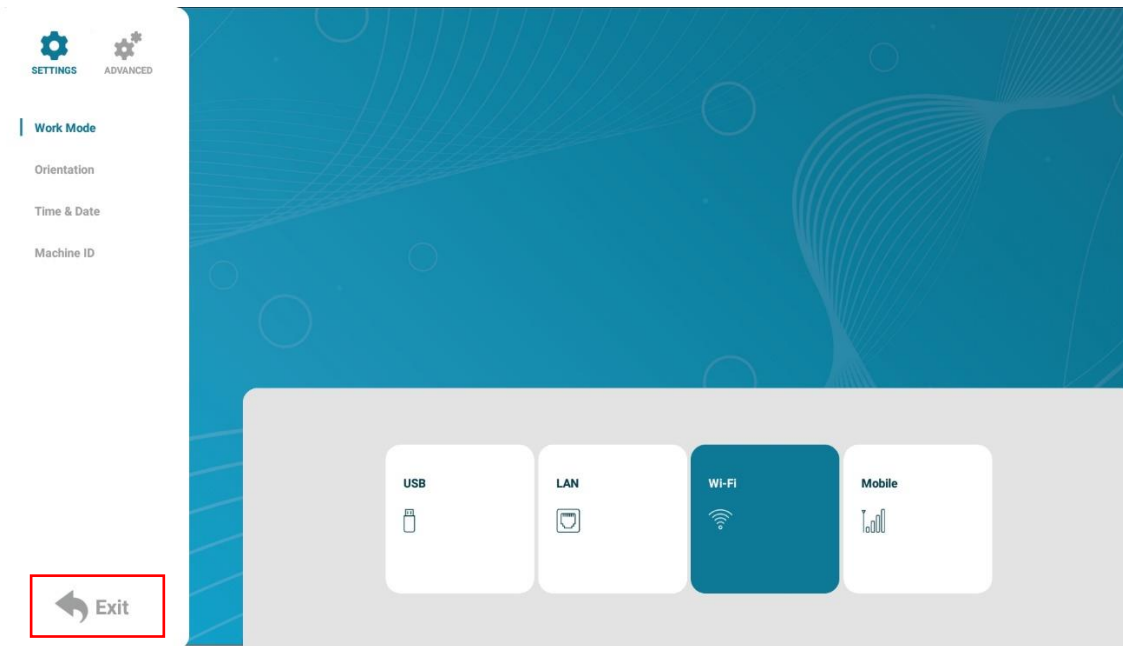 SETTINGS ADVANCED
Work Mode
Orientation
Time & Date
Machine ID
USB LAN Wi-Fi Mobile
Exit